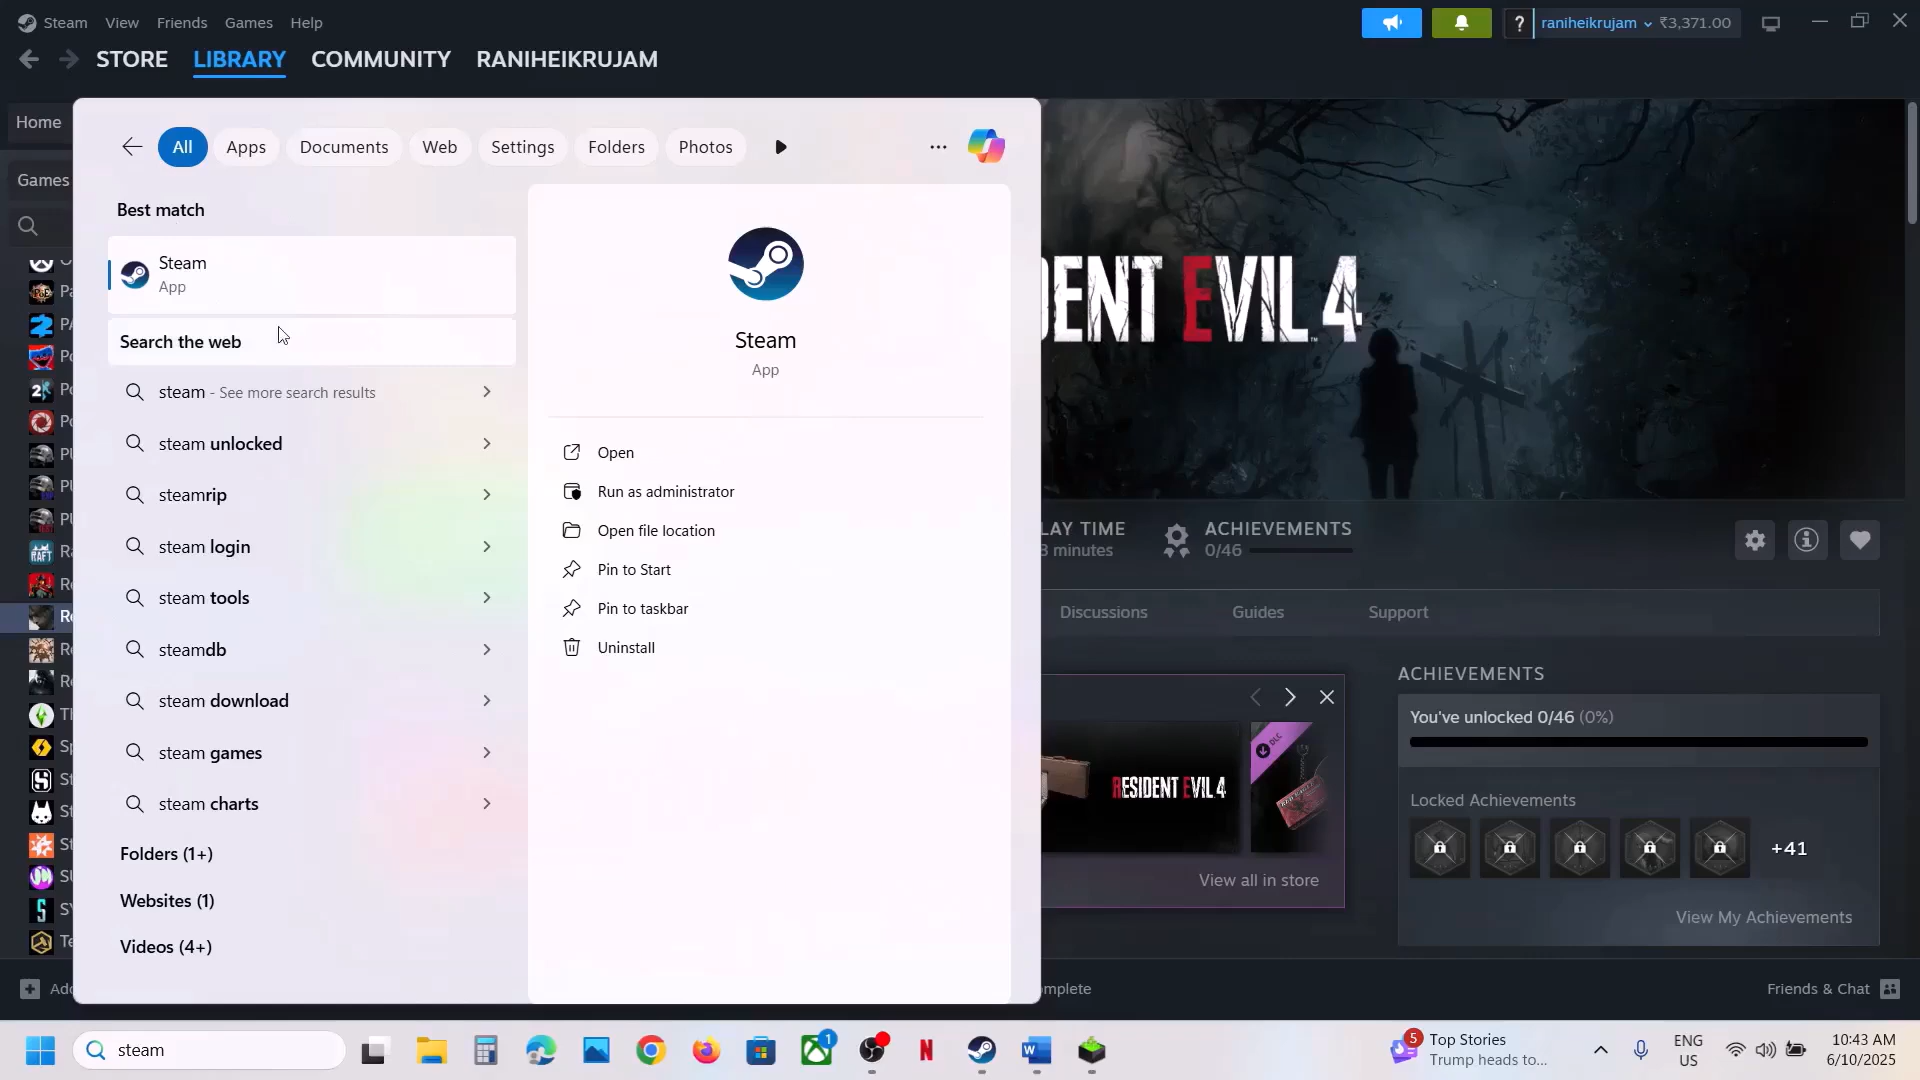 Steam View Friends Games Help
raniheikrujam ₹3,371.00
STORE LIBRARY COMMUNITY RANIHEIKRUJAM
Home
Games
All Apps Documents Web Settings Folders Photos
Best match
Steam
App
Search the web
steam - See more search results
steam unlocked
steamrip
steam login
steam tools
steamdb
steam download
steam games
steam charts
Folders (1+)
Websites (1)
Videos (4+)
Steam
App
Open
Run as administrator
Open file location
Pin to Start
Pin to taskbar
Uninstall
DENT EVIL 4
LAY TIME
8 minutes
ACHIEVEMENTS
0/46
Discussions Guides Support
RESIDENT EVIL 4
DLC
View all in store
ACHIEVEMENTS
You've unlocked 0/46 (0%)
Locked Achievements
+41
View My Achievements
mplete
Friends & Chat
steam
1
5
Top Stories
Trump heads to...
ENG
US
10:43 AM
6/10/2025